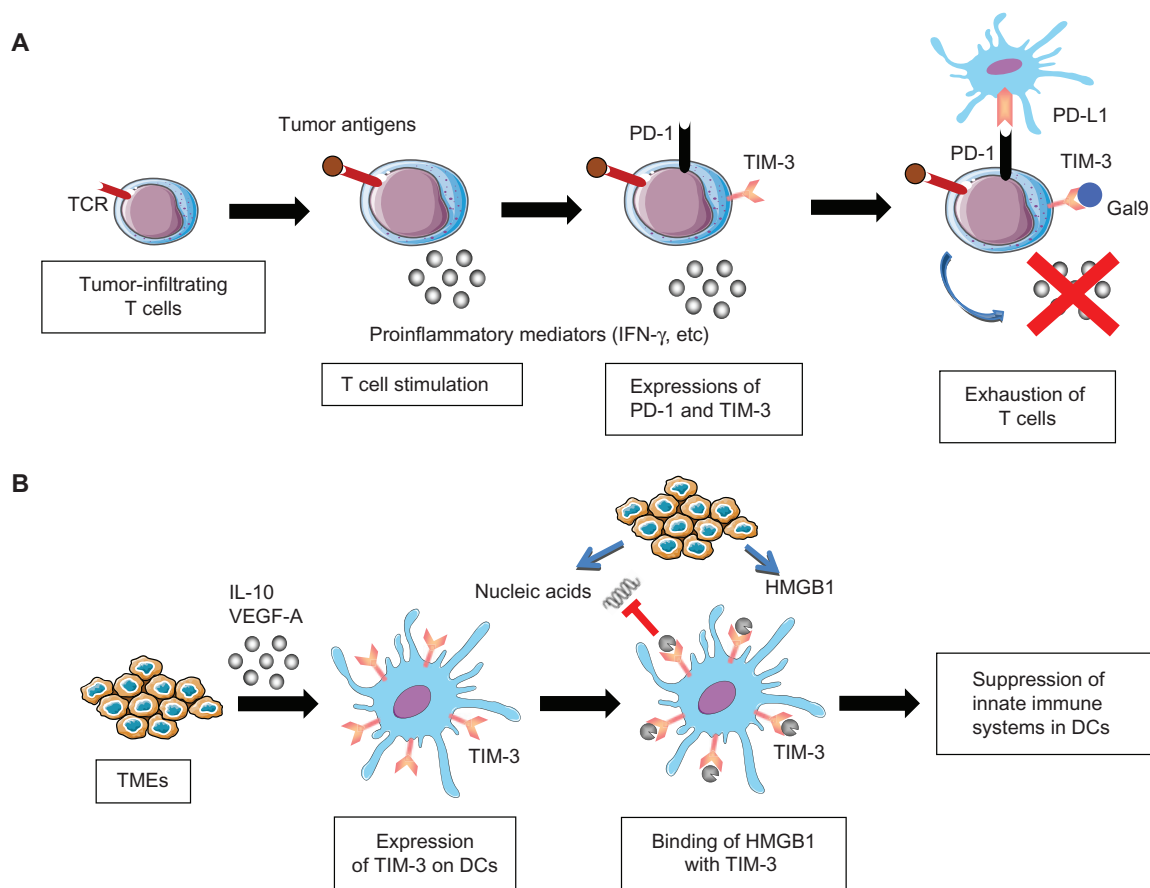 A
TCR
Tumor-infiltrating
T cells
Tumor antigens
Proinflammatory mediators (IFN-γ, etc)
T cell stimulation
PD-1
TIM-3
Expressions of
PD-1 and TIM-3
PD-L1
PD-1
TIM-3
Gal9
Exhaustion of
T cells
B
TMEs
IL-10
VEGF-A
TIM-3
Expression
of TIM-3 on DCs
Nucleic acids
HMGB1
TIM-3
Binding of HMGB1
with TIM-3
Suppression of
innate immune
systems in DCs